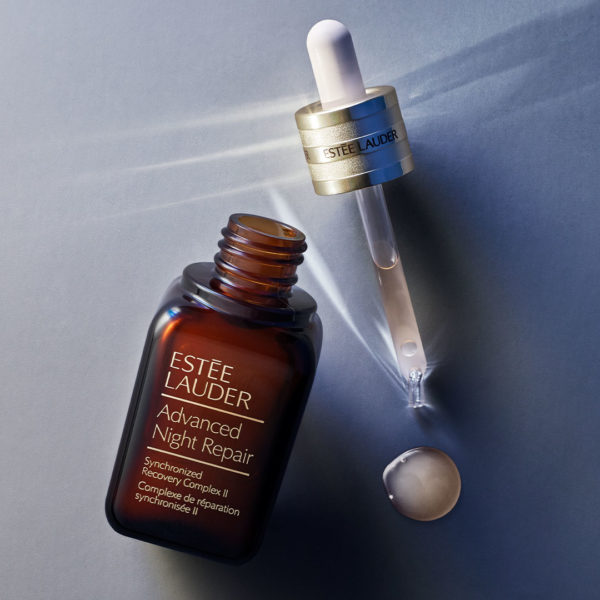 ESTĒE LAUDER
ESTĒE
LAUDER
Advanced
Night Repair
Synchronized
Recovery Complex II
Complexe de réparation
synchronisée II